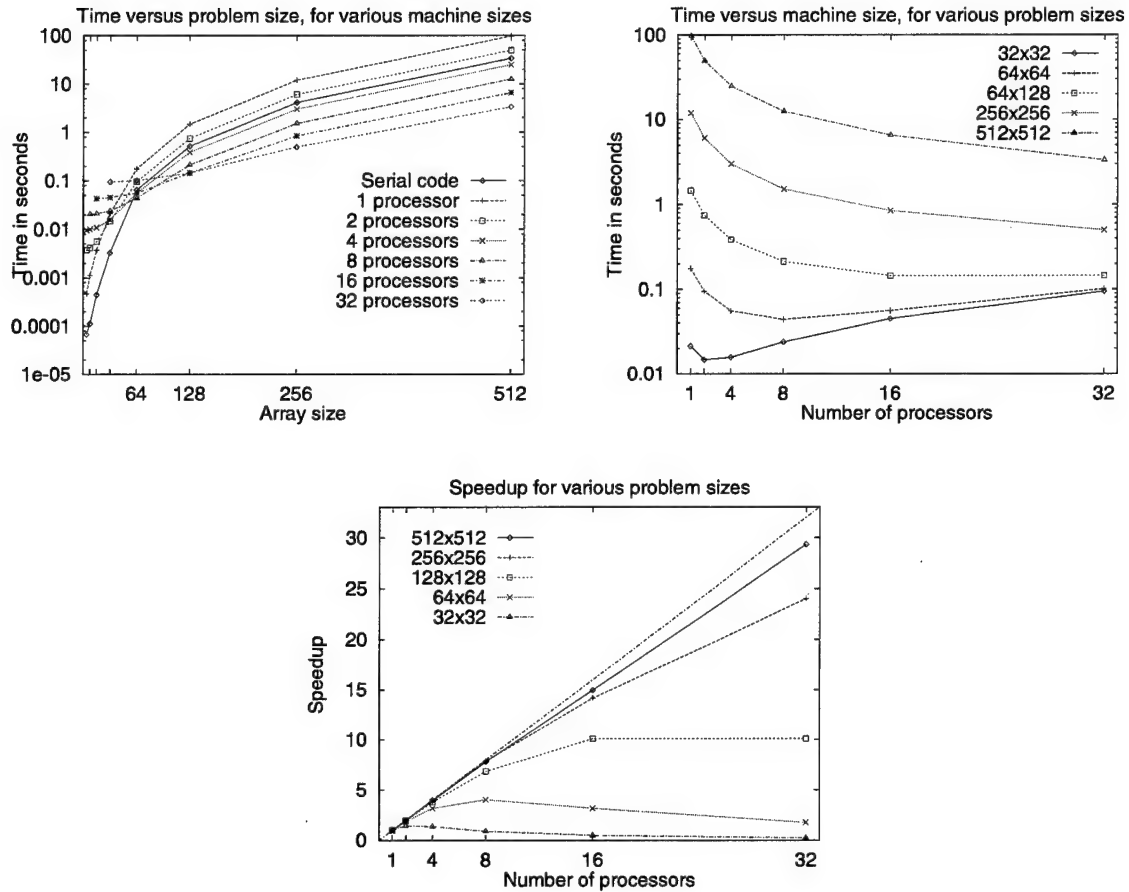 Time versus problem size, for various machine sizes
100
10
1
0.1
0.01
0.001
0.0001
1e-05
Time in seconds
Serial code
1 processor
2 processors
4 processors
8 processors
16 processors
32 processors
64 128 256 512
Array size
Time versus machine size, for various problem sizes
100
10
1
0.1
0.01
Time in seconds
32x32
64x64
64x128
256x256
512x512
1 4 8 16 32
Number of processors
Speedup for various problem sizes
30
25
20
15
10
5
0
Speedup
512x512
256x256
128x128
64x64
32x32
1 4 8 16 32
Number of processors